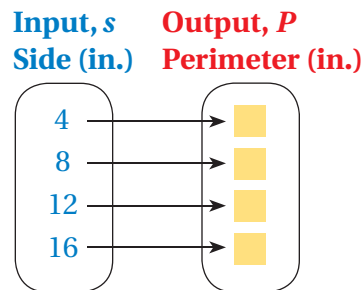 Input, s Output, P
Side (in.) Perimeter (in.)
4
8
12
16